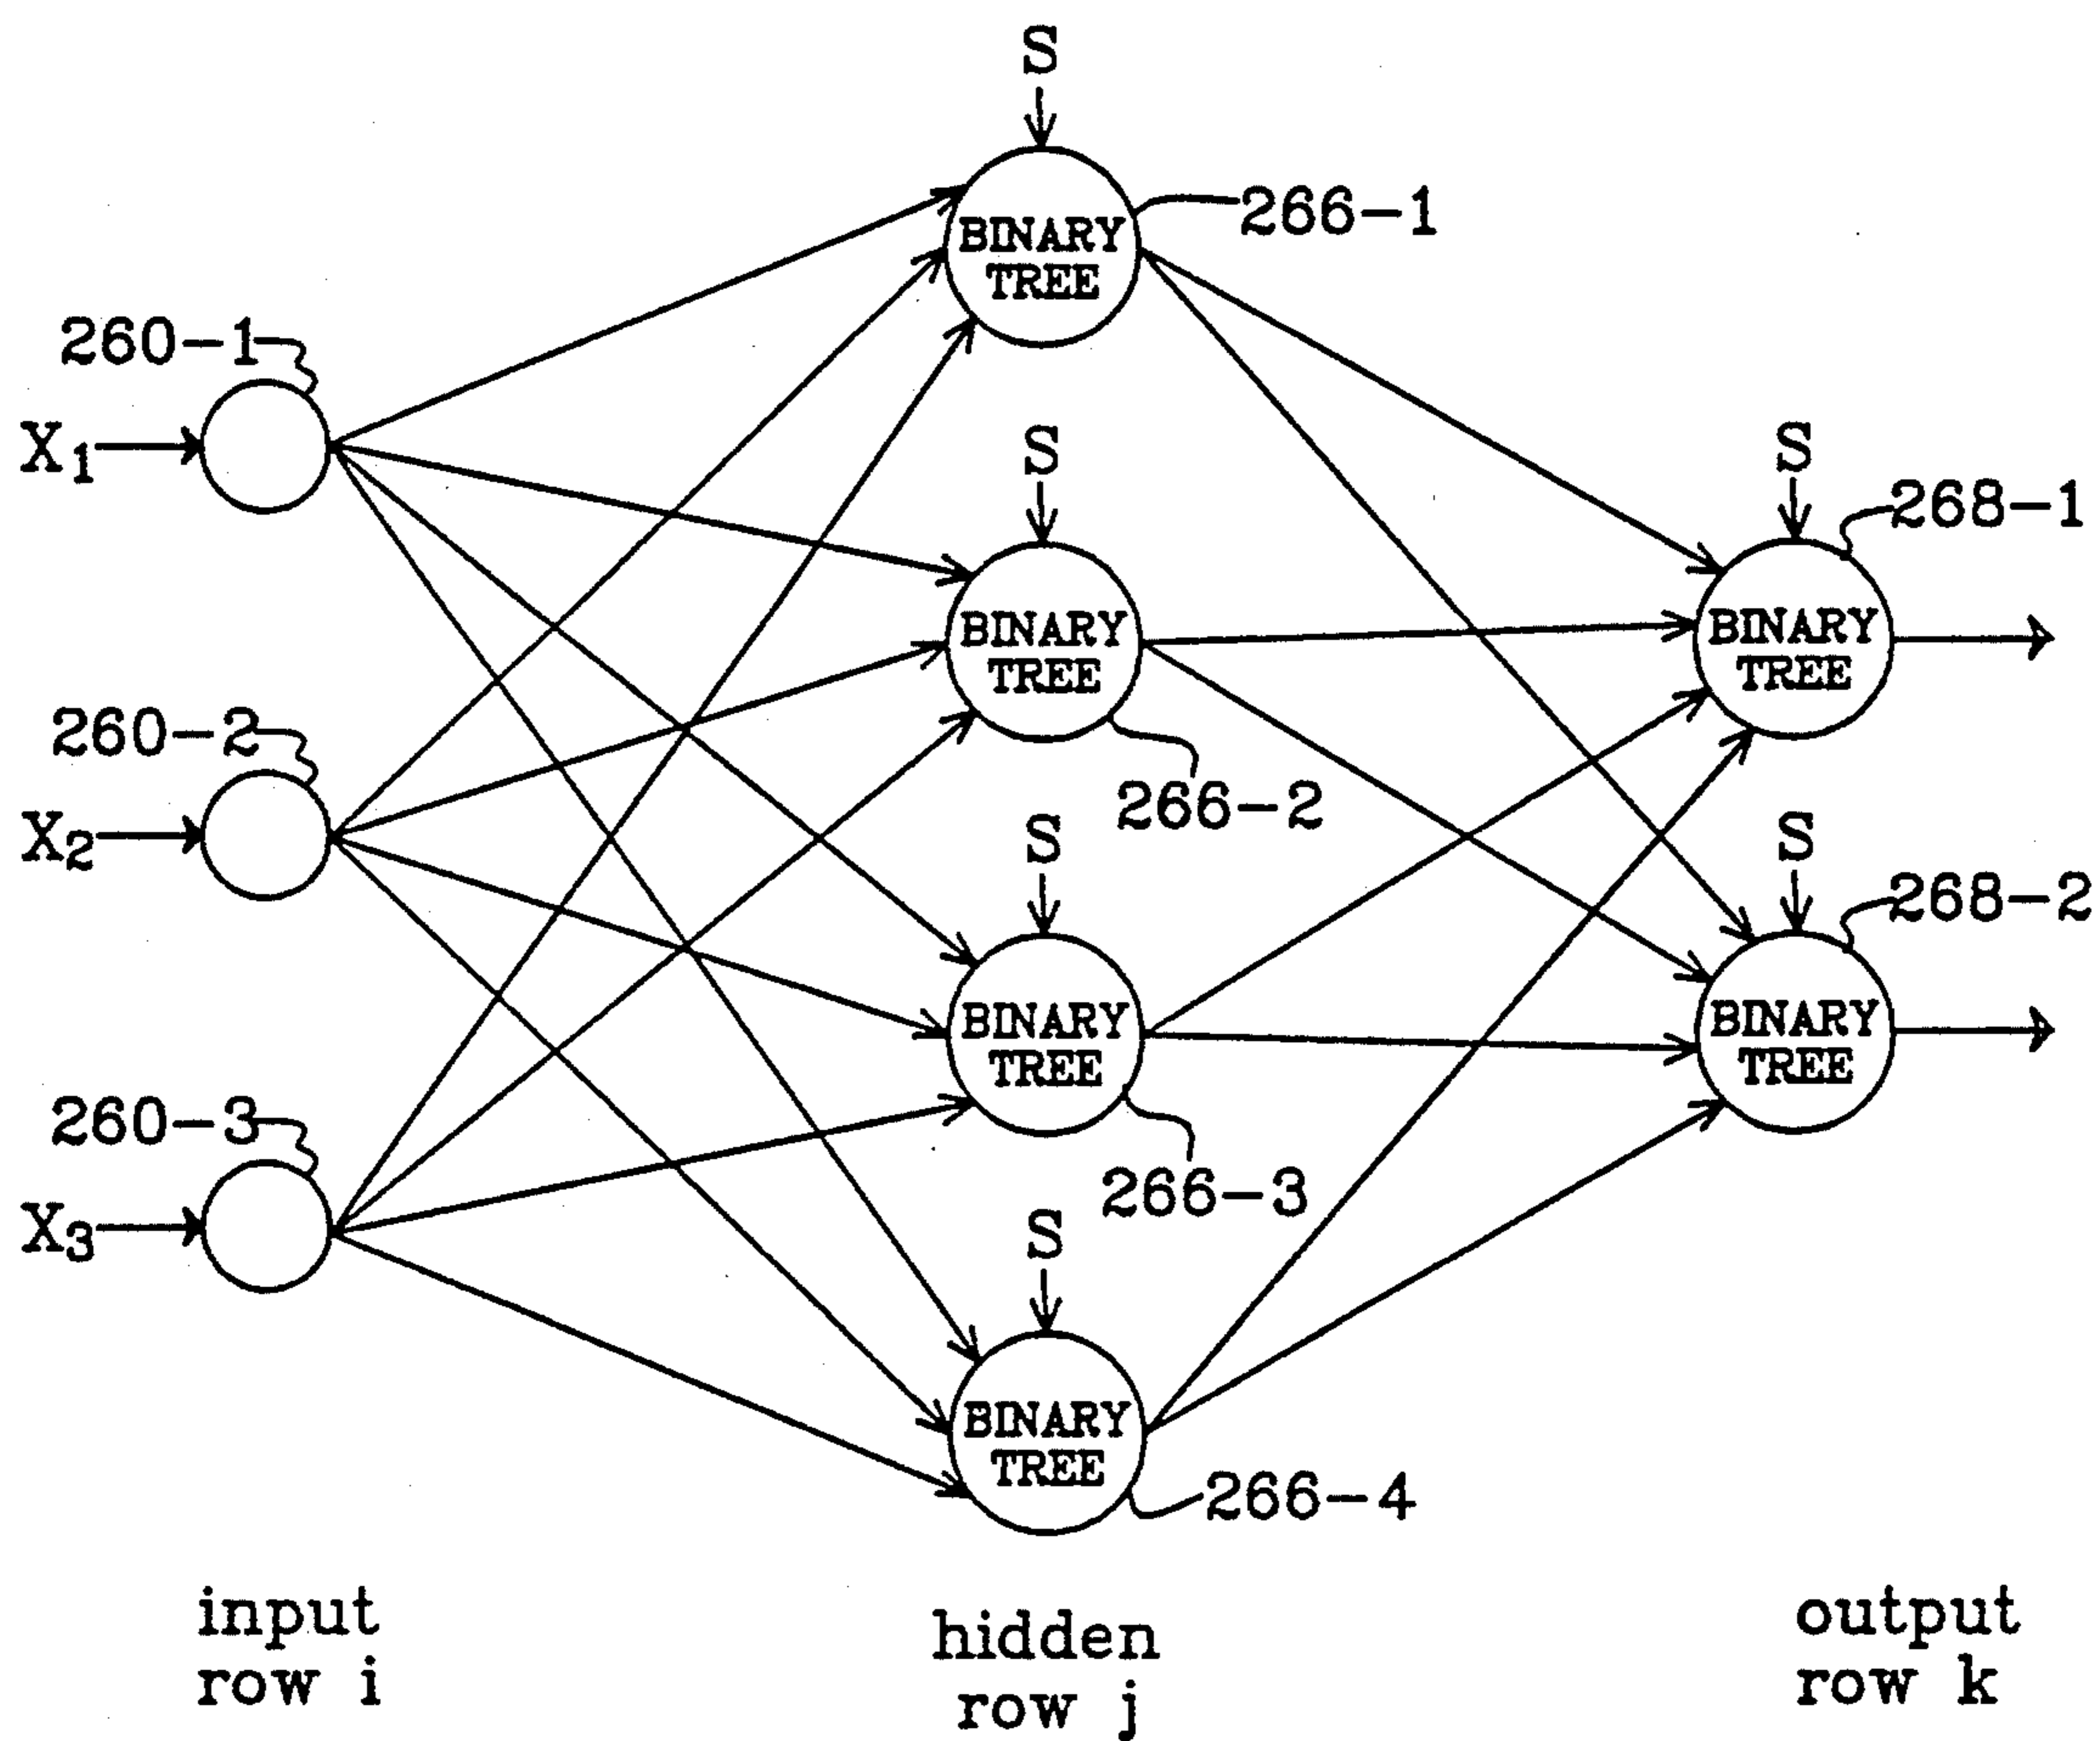 S
BINARY
TREE
266-1
260-1
X1
S
BINARY
TREE
266-2
S
268-1
BINARY
TREE
260-2
X2
S
BINARY
TREE
266-3
S
268-2
BINARY
TREE
260-3
X3
S
BINARY
TREE
266-4
input
row i
hidden
row j
output
row k